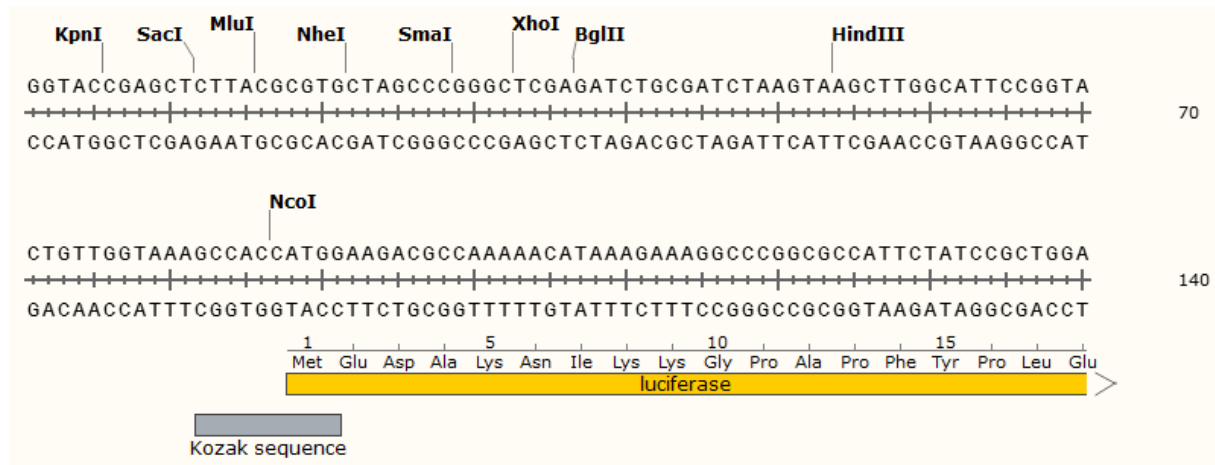 KpnI SacI MluI NheI SmaI XhoI BglII HindIII
GGTACCGAGCTCTTACGCGTGCTAGCCCGGGCTCGAGATCTGCGATCTAAGTAAGCTTGGCATTCCGGTA
70
CCATGGCTCGAGAATGCGCACGATCGGGCCCGAGCTCTAGACGCTAGATTCATTCGAACCGTAAGGCCAT
NcoI
CTGTTGGTAAAGCCACCATGGAAGACGCCAAAAACATAAAGAAAGGCCCGGCGCCATTCTATCCGCTGGA
140
GACAACCATTTCGGTGGTACCTTCTGCGGTTTTTGTATTTCTTTCCGGGCCGCGGTAAGATAGGCGACCT
1 5 10 15
Met Glu Asp Ala Lys Asn Ile Lys Lys Gly Pro Ala Pro Phe Tyr Pro Leu Glu
luciferase
Kozak sequence